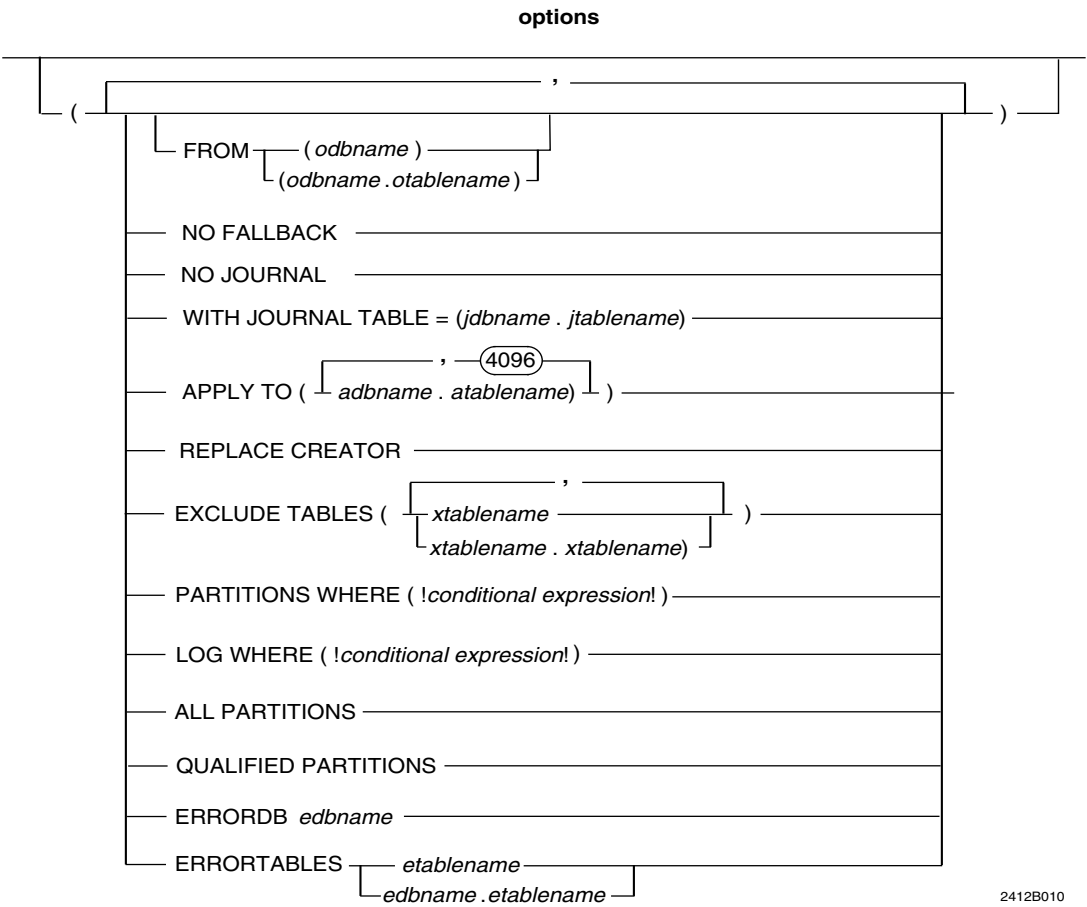 options
,
( )
FROM ( odbname )
(odbname .otablename )
NO FALLBACK
NO JOURNAL
WITH JOURNAL TABLE = (jdbname . jtablename)
, 4096
APPLY TO ( adbname . atablename) )
REPLACE CREATOR
,
EXCLUDE TABLES ( xtablename )
xtablename . xtablename)
PARTITIONS WHERE ( !conditional expression! )
LOG WHERE ( !conditional expression! )
ALL PARTITIONS
QUALIFIED PARTITIONS
ERRORDB edbname
ERRORTABLES etablename
edbname .etablename
2412B010